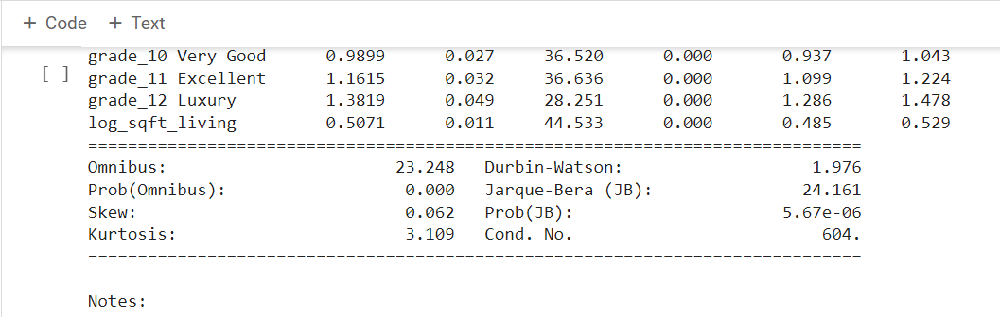 + Code + Text
grade_10 Very Good 0.9899 0.027 36.520 0.000 0.937 1.043
[ ]
grade_11 Excellent 1.1615 0.032 36.636 0.000 1.099 1.224
grade_12 Luxury 1.3819 0.049 28.251 0.000 1.286 1.478
log_sqft_living 0.5071 0.011 44.533 0.000 0.485 0.529
==============================================================================
Omnibus: 23.248 Durbin-Watson: 1.976
Prob(Omnibus): 0.000 Jarque-Bera (JB): 24.161
Skew: 0.062 Prob(JB): 5.67e-06
Kurtosis: 3.109 Cond. No. 604.
==============================================================================
Notes: